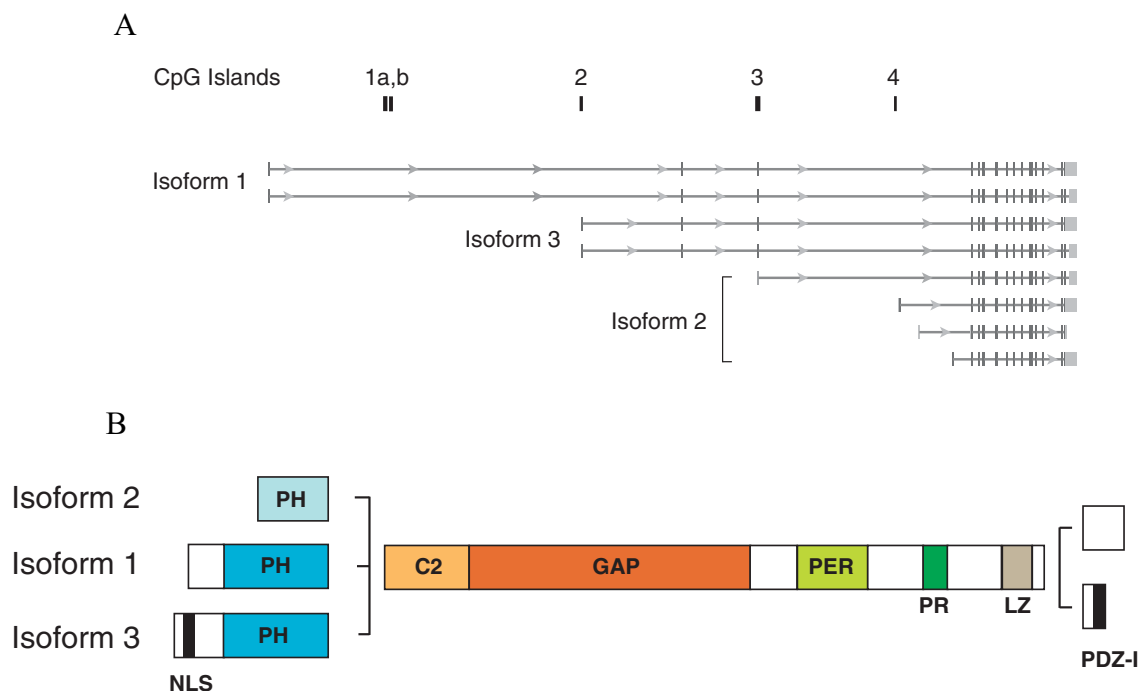 A
CpG Islands 1a,b 2 3 4
Isoform 1
Isoform 3
Isoform 2
B
Isoform 2 PH
Isoform 1 PH C2 GAP PER
PR LZ
Isoform 3 PH
NLS PDZ-I